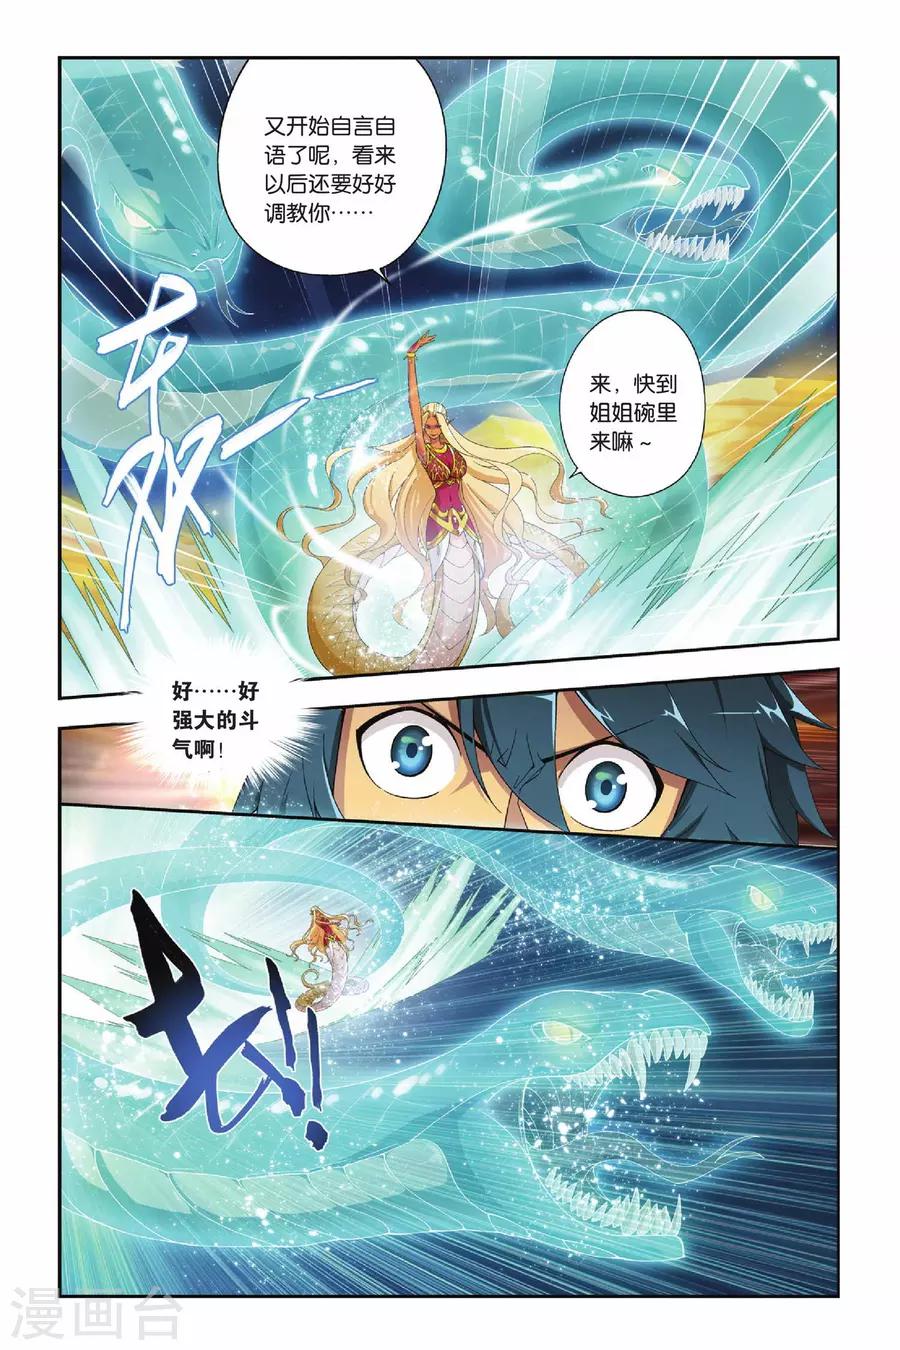 又开始自言自
语了呢，看来
以后还要好好
调教你……
来，快到
姐姐碗里
来嘛～
好……好
强大的斗
气啊！
漫画台